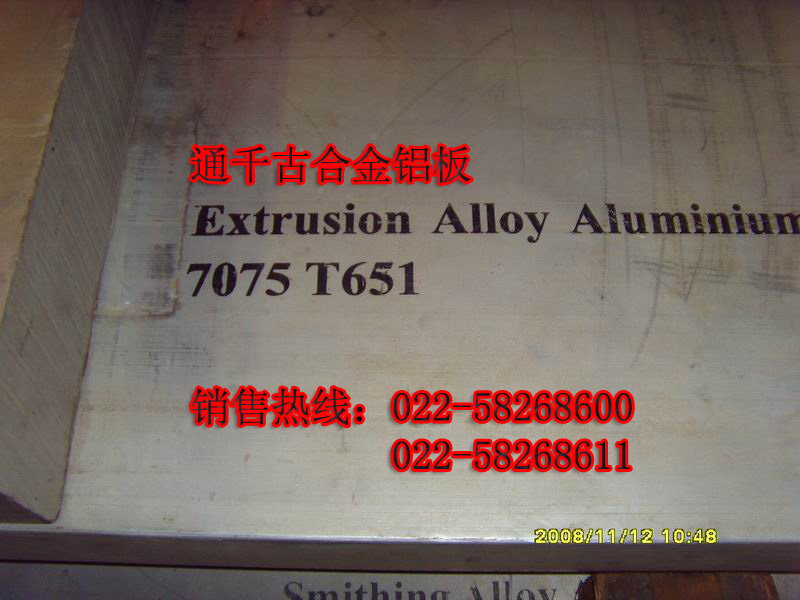 通千古合金铝板
Extrusion Alloy Aluminium
7075 T651
销售热线：022-58268600
022-58268611
2008/11/12 10:48
Smithing Alloy